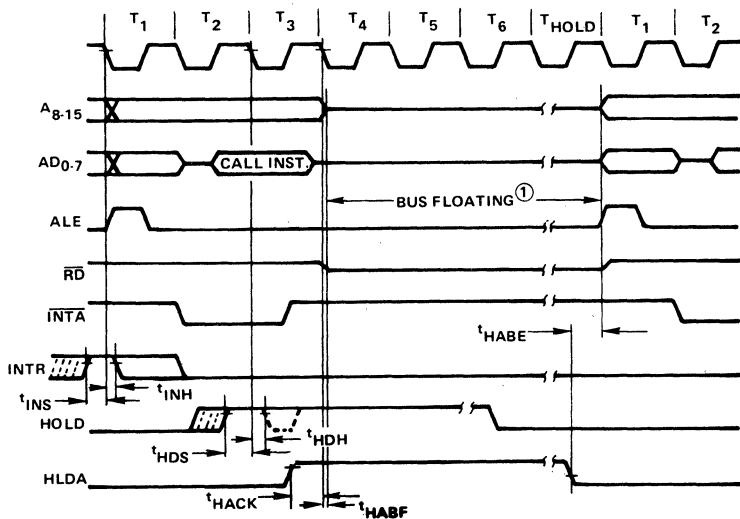 T1 T2 T3 T4 T5 T6 THOLD T1 T2
A8-15
AD0-7 CALL INST.
BUS FLOATING①
ALE
RD
INTA
tHABE
INTR
tINS tINH
HOLD
tHDS tHDH
HLDA
tHACK tHABF